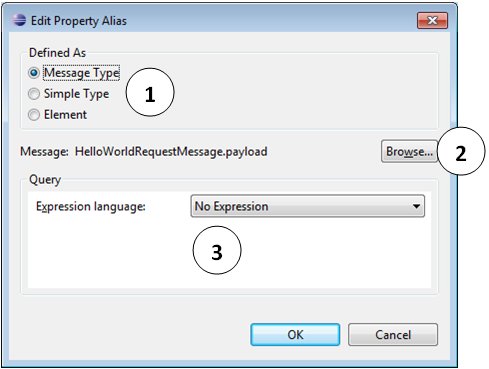 Edit Property Alias
Defined As
Message Type
Simple Type
Element
1
Message: HelloWorldRequestMessage.payload
Browse...
2
Query
Expression language: No Expression
3
OK Cancel